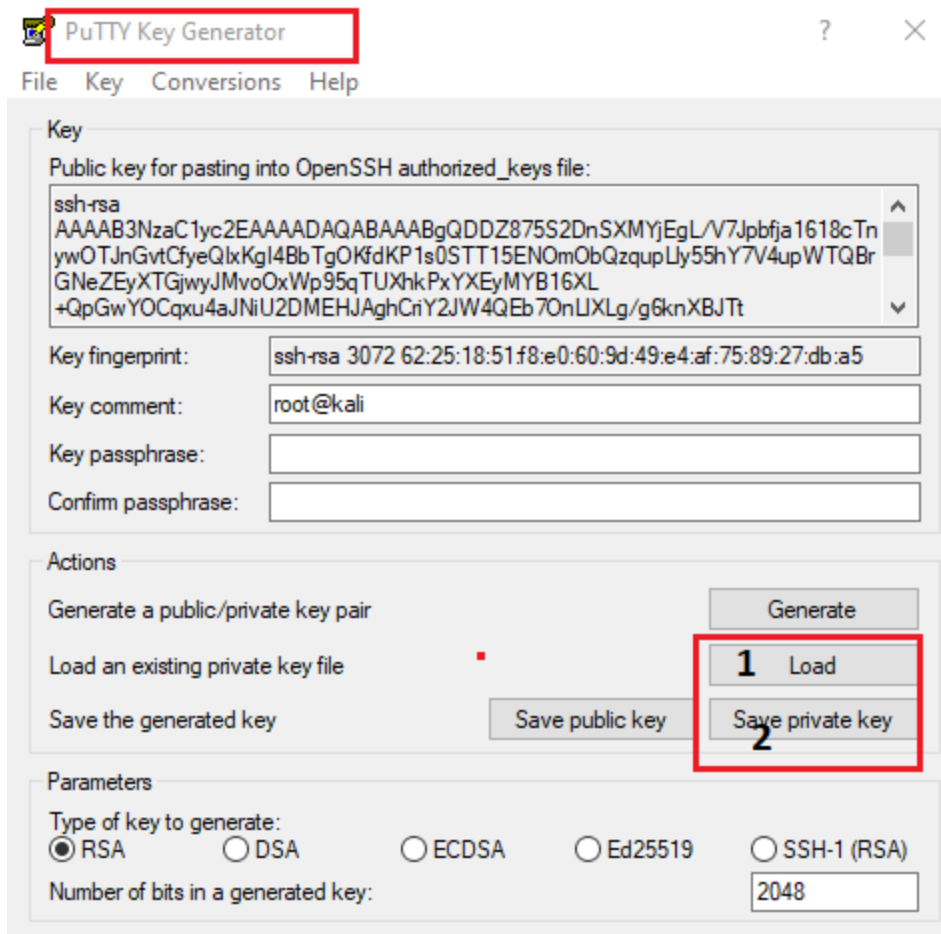 PuTTY Key Generator
?
File Key Conversions Help
Key
Public key for pasting into OpenSSH authorized_keys file:
ssh-rsa
AAAAB3NzaC1yc2EAAAADAQABAAABgQDDZ875S2DnSXMYjEgL/V7Jpbfja1618cTn
ywOTJnGvtCfyeQIxKgI4BbTgOKfdKP1s0STT15ENOmObQzqupLly55hY7V4upWTQBr
GNeZEyXTGjwyJMvoOxWp95qTUXhkPxYXEyMYB16XL
+QpGwYOCqxu4aJNiU2DMEHJAghCriY2JW4QEb7OnLIXLg/g6knXBJTt
Key fingerprint: ssh-rsa 3072 62:25:18:51:f8:e0:60:9d:49:e4:af:75:89:27:db:a5
Key comment: root@kali
Key passphrase:
Confirm passphrase:
Actions
Generate a public/private key pair Generate
Load an existing private key file 1 Load
Save the generated key Save public key Save private key
2
Parameters
Type of key to generate:
RSA DSA ECDSA Ed25519 SSH-1 (RSA)
Number of bits in a generated key: 2048